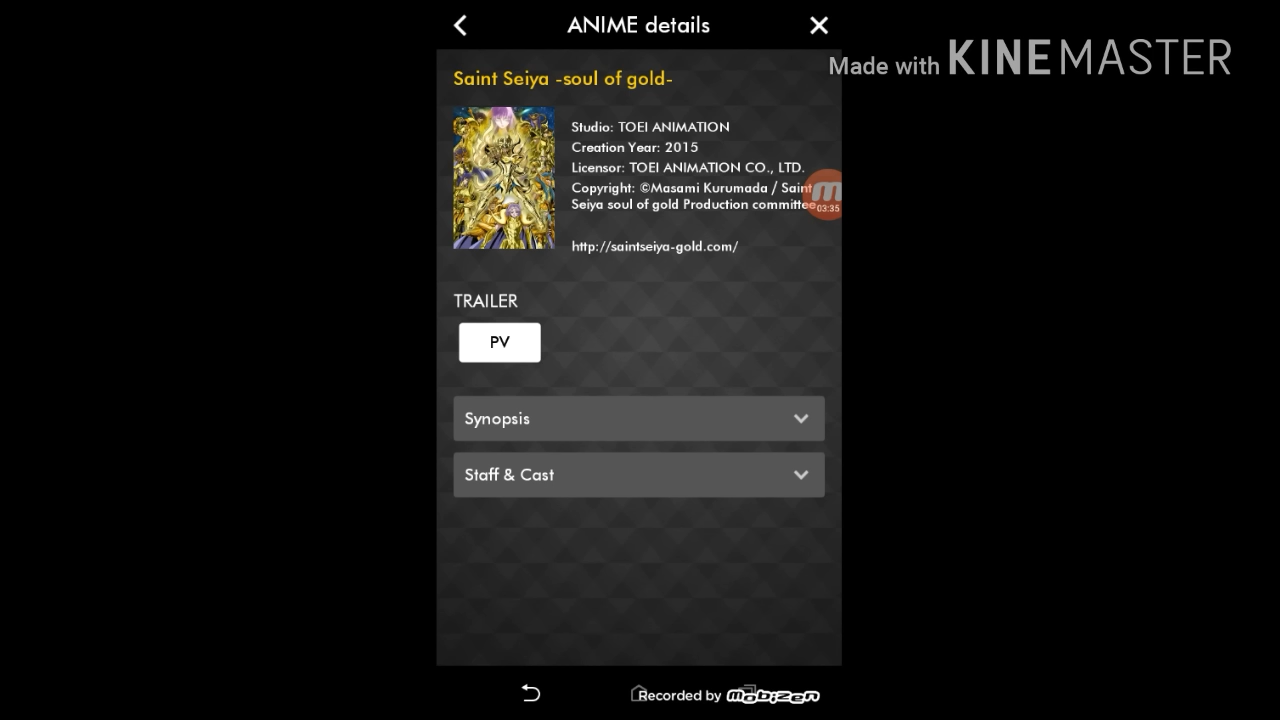 ANIME details
Made with KINEMASTER
Saint Seiya -soul of gold-
Studio: TOEI ANIMATION
Creation Year: 2015
Licensor: TOEI ANIMATION CO., LTD.
Copyright: ©Masami Kurumada / Saint
Seiya soul of gold Production committee
03:35
http://saintseiya-gold.com/
TRAILER
PV
Synopsis
Staff & Cast
Recorded by mobizen